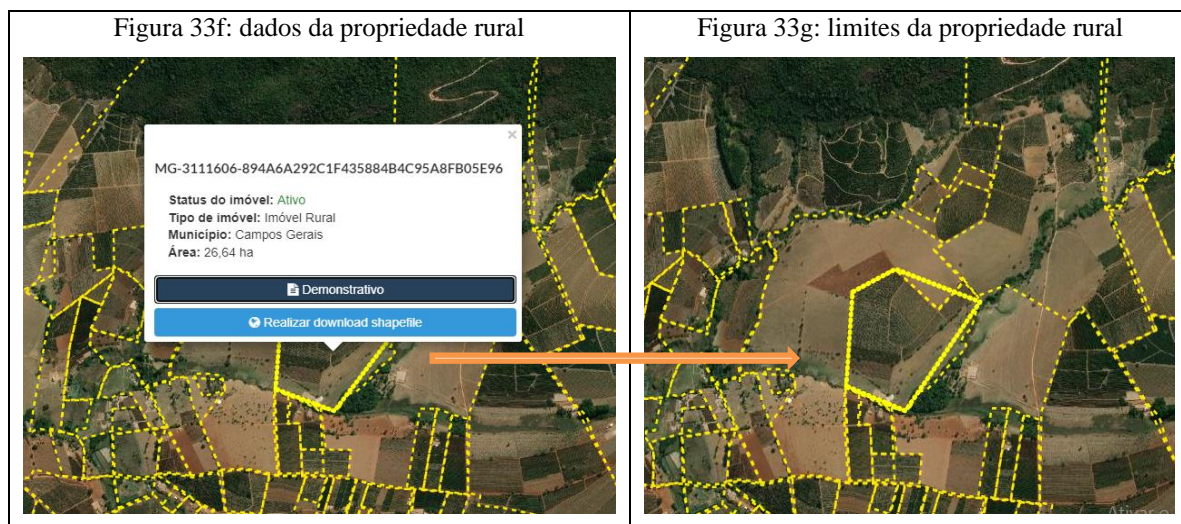 Figura 33f: dados da propriedade rural
Figura 33g: limites da propriedade rural
×
MG-3111606-894A6A292C1F435884B4C95A8FB05E96
Status do imóvel: Ativo
Tipo de imóvel: Imóvel Rural
Município: Campos Gerais
Área: 26,64 ha
Demonstrativo
Realizar download shapefile
Ativar o